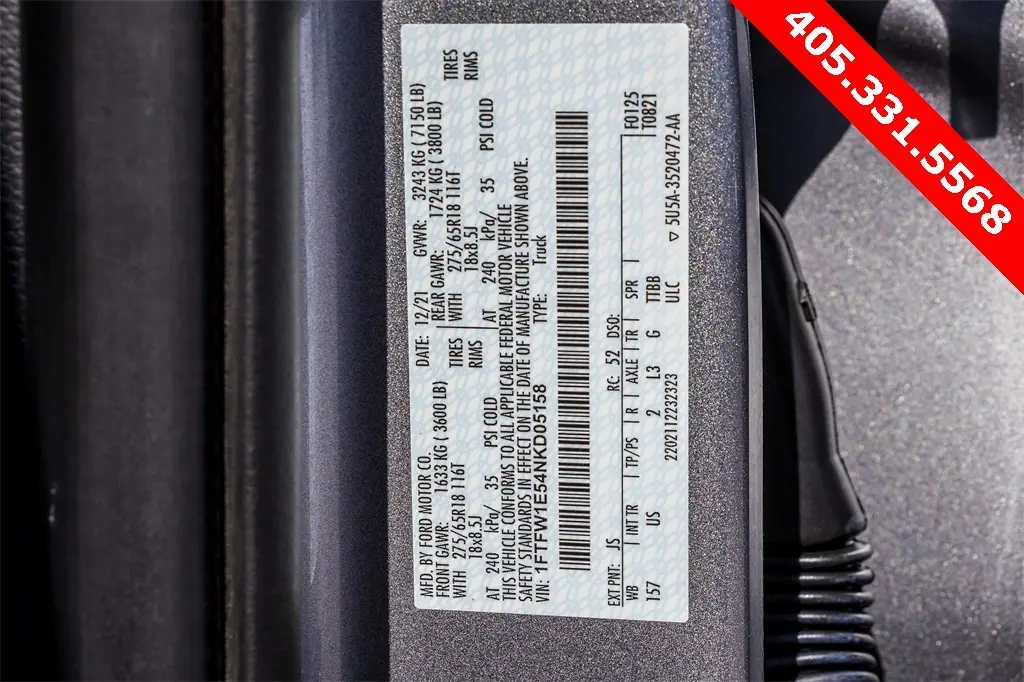 MFD. BY FORD MOTOR CO.
DATE: 12/21 GVWR: 3243 KG ( 7150 LB)
FRONT GAWR: 1633 KG ( 3600 LB)
REAR GAWR: 1724 KG ( 3800 LB)
WITH 275/65R18 116T TIRES
WITH 275/65R18 116T TIRES
18x8.5J RIMS
18x8.5J RIMS
AT 240 kPa/ 35 PSI COLD
AT 240 kPa/ 35 PSI COLD
THIS VEHICLE CONFORMS TO ALL APPLICABLE FEDERAL MOTOR VEHICLE
SAFETY STANDARDS IN EFFECT ON THE DATE OF MANUFACTURE SHOWN ABOVE.
VIN: 1FTFW1E54NKD05158 TYPE: Truck
EXT PNT: JS RC: 52 DSO: F0125
WB INT TR TP/PS R AXLE TR SPR T0821
157 US 2 L3 G TIBB
2202112232323 ULC ▽ 5U5A-3520472-AA
405.331.5568